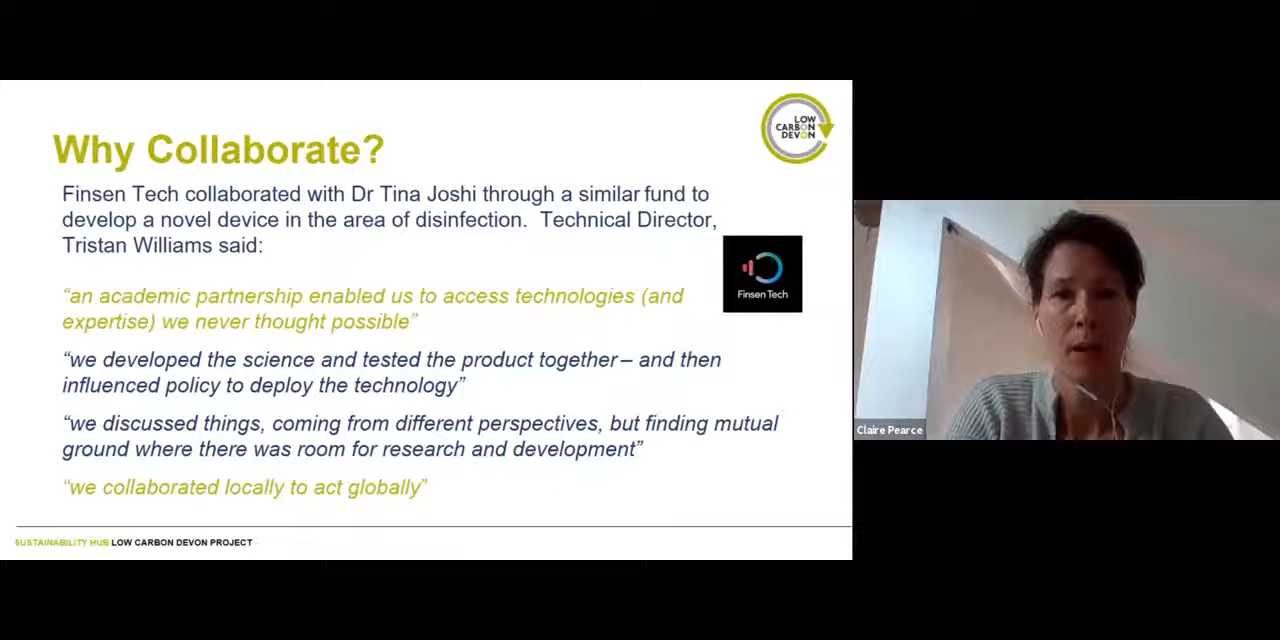 LOW
CARBON
DEVON
Why Collaborate?
Finsen Tech collaborated with Dr Tina Joshi through a similar fund to
develop a novel device in the area of disinfection. Technical Director,
Tristan Williams said:
Finsen Tech
“an academic partnership enabled us to access technologies (and
expertise) we never thought possible”
“we developed the science and tested the product together – and then
influenced policy to deploy the technology”
“we discussed things, coming from different perspectives, but finding mutual
ground where there was room for research and development”
“we collaborated locally to act globally”
SUSTAINABILITY HUB LOW CARBON DEVON PROJECT
Claire Pearce